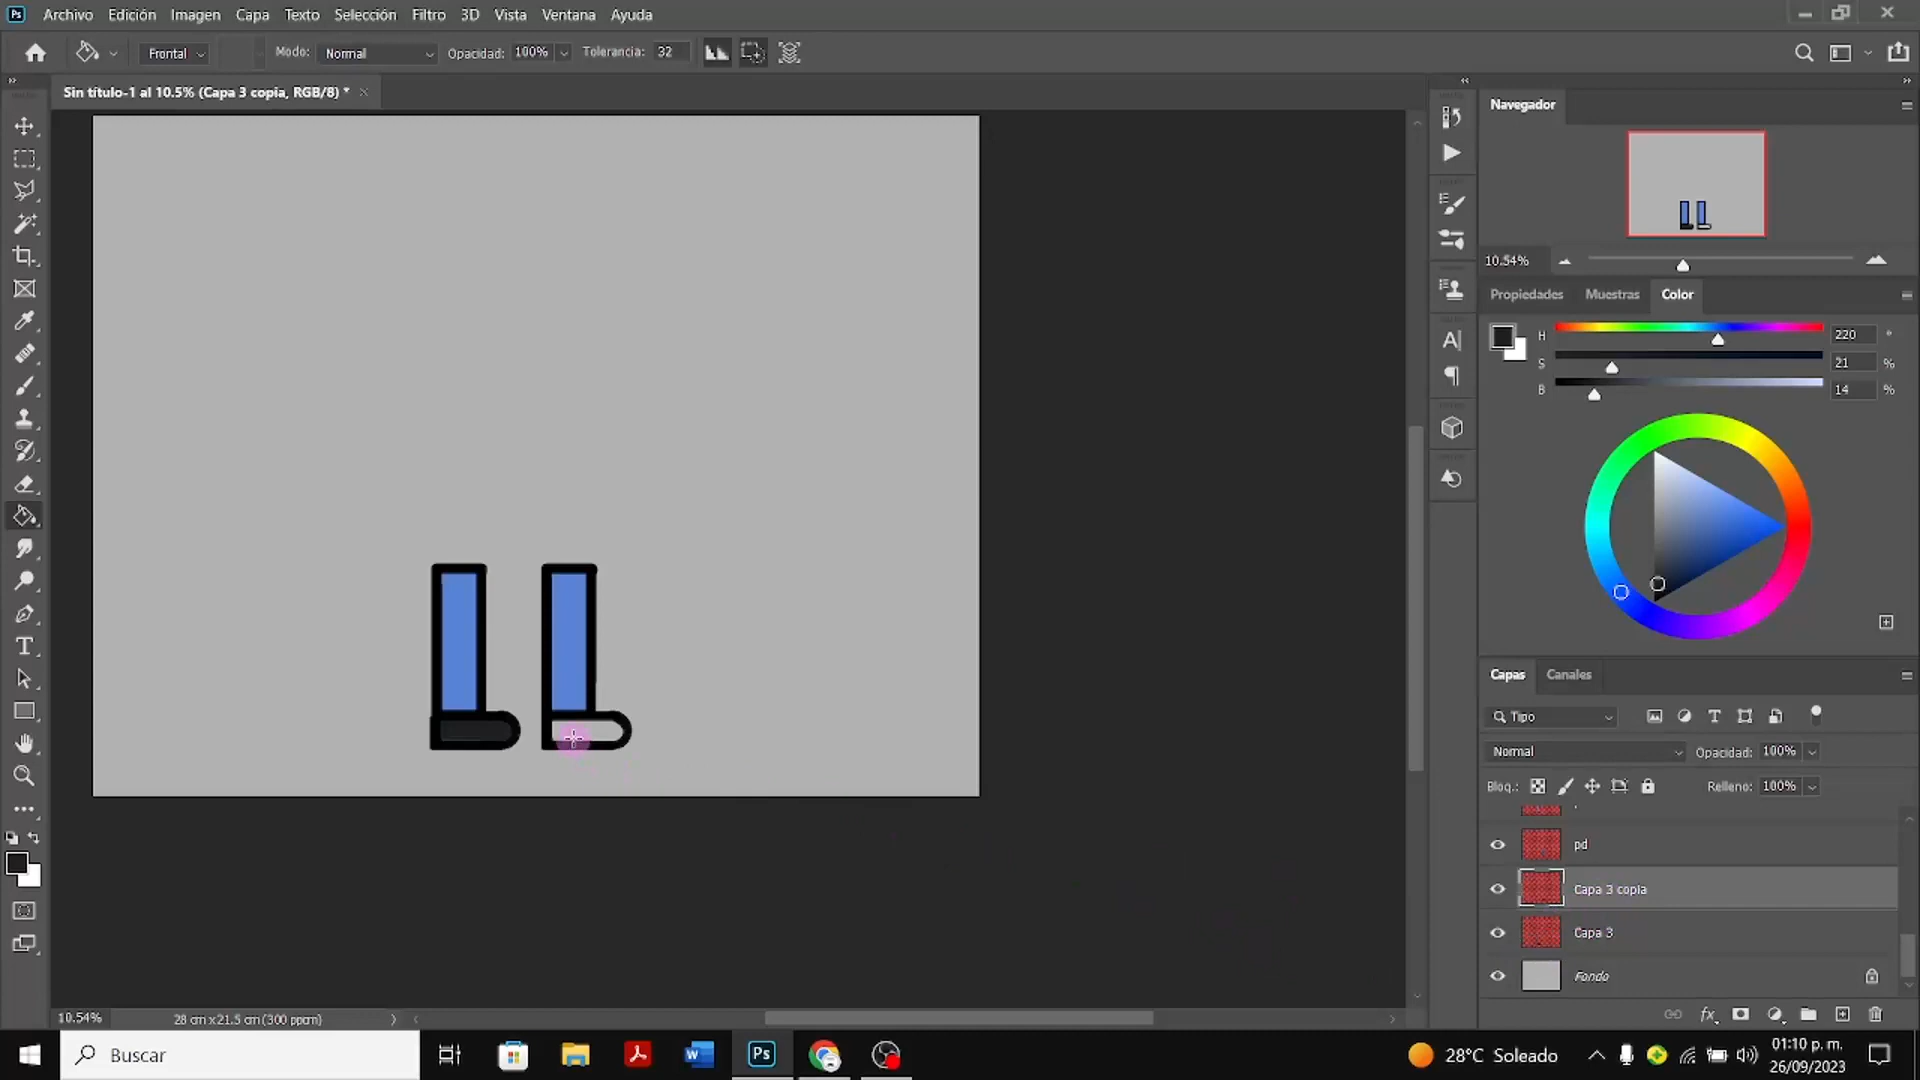 Ps Archivo Edición Imagen Capa Texto Selección Filtro 3D Vista Ventana Ayuda
Frontal Modo: Normal Opacidad: 100% Tolerancia: 32
Sin título-1 al 10.5% (Capa 3 copia, RGB/8) *
Navegador
10.54%
Propiedades Muestras Color
H 220 °
S 21 %
B 14 %
Capas Canales
Tipo
Normal Opacidad: 100%
Bloq.: Relleno: 100%
pd
Capa 3 copia
Capa 3
Fondo
10.54% 28 cm x 21.5 cm (300 ppcm)
Buscar
Ps
28°C Soleado
01:10 p. m.
26/09/2023